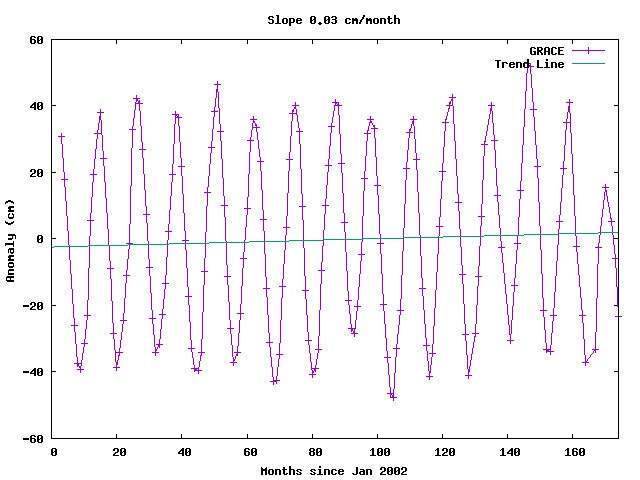 Slope 0.03 cm/month
60
40
20
0
-20
-40
-60
Anomaly (cm)
GRACE
Trend Line
0 20 40 60 80 100 120 140 160
Months since Jan 2002